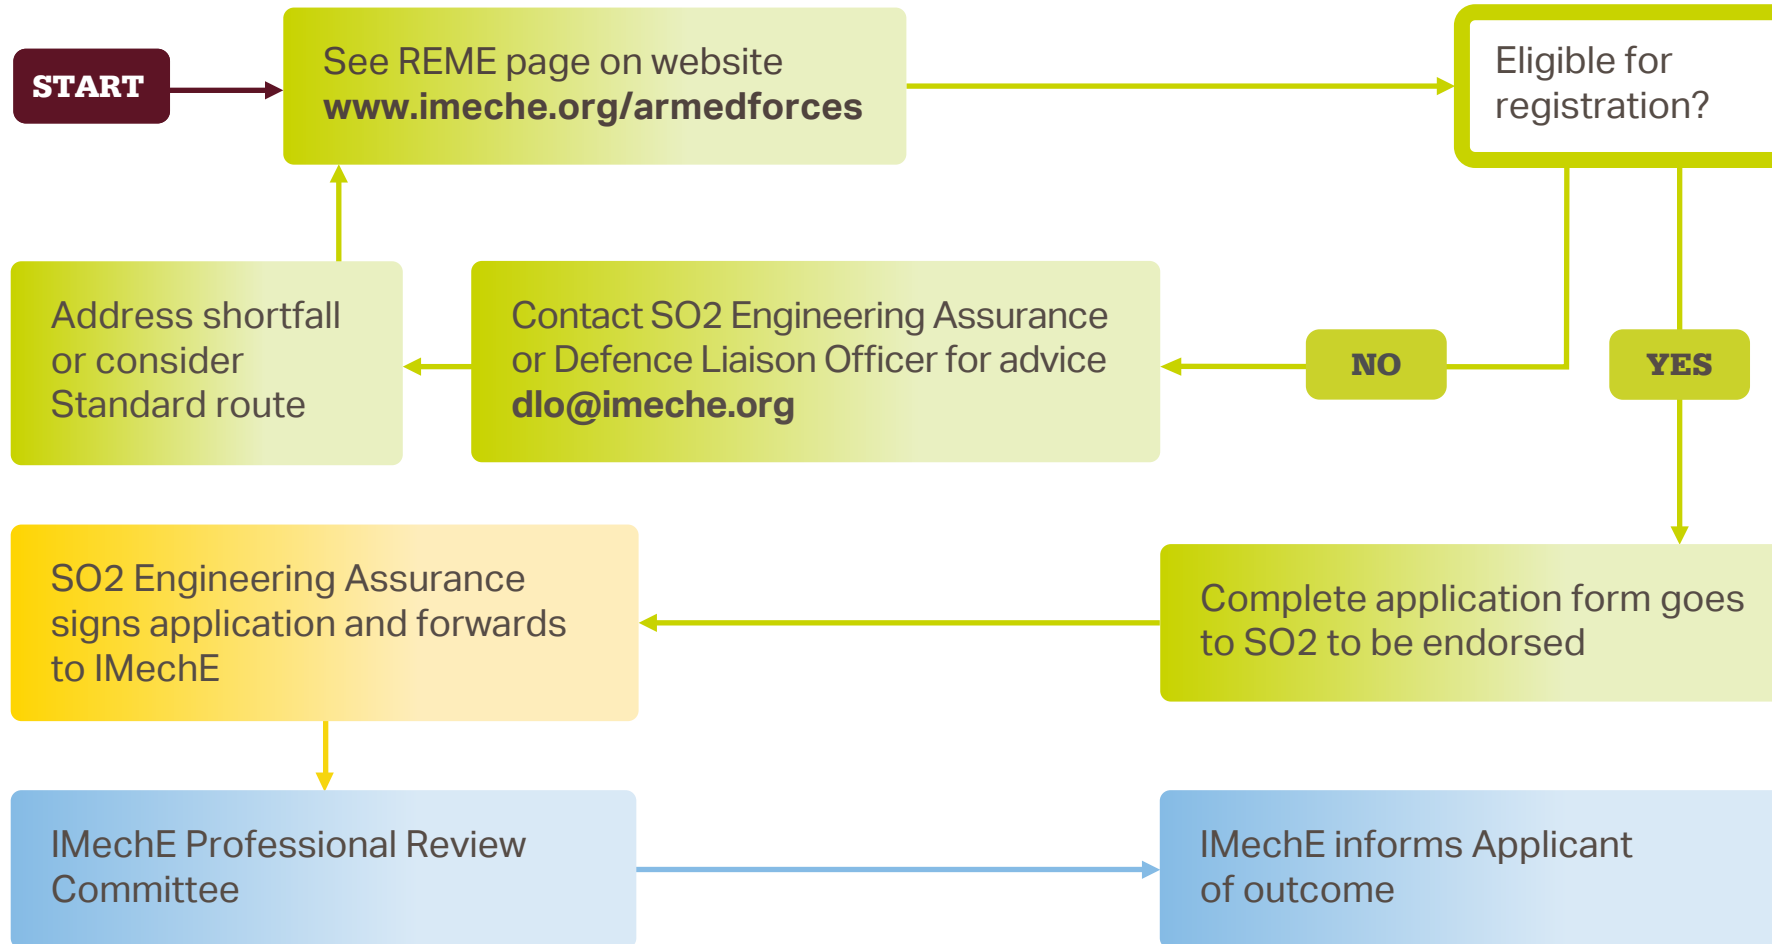 START
See REME page on website
www.imeche.org/armedforces
Eligible for
registration?
Address shortfall
or consider
Standard route
Contact SO2 Engineering Assurance
or Defence Liaison Officer for advice
dlo@imeche.org
NO
YES
SO2 Engineering Assurance
signs application and forwards
to IMechE
Complete application form goes
to SO2 to be endorsed
IMechE Professional Review
Committee
IMechE informs Applicant
of outcome